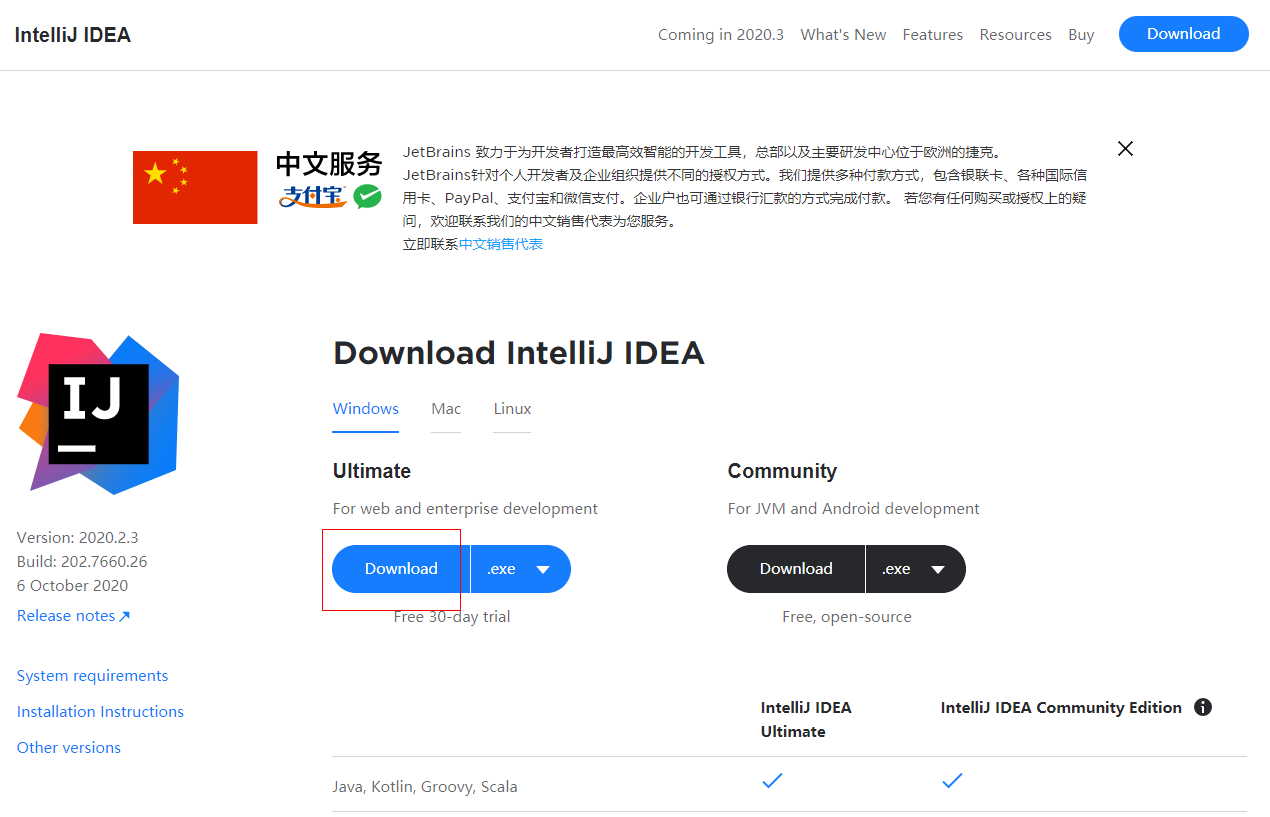 IntelliJ IDEA
Coming in 2020.3 What's New Features Resources Buy Download
中文服务
支付宝
JetBrains 致力于为开发者打造最高效智能的开发工具，总部以及主要研发中心位于欧洲的捷克。
JetBrains针对个人开发者及企业组织提供不同的授权方式。我们提供多种付款方式，包含银联卡、各种国际信
用卡、PayPal、支付宝和微信支付。企业户也可通过银行汇款的方式完成付款。 若您有任何购买或授权上的疑
问，欢迎联系我们的中文销售代表为您服务。
立即联系中文销售代表
IJ
Version: 2020.2.3
Build: 202.7660.26
6 October 2020
Release notes
System requirements
Installation Instructions
Other versions
Download IntelliJ IDEA
Windows Mac Linux
Ultimate
For web and enterprise development
Download .exe
Free 30-day trial
Community
For JVM and Android development
Download .exe
Free, open-source
IntelliJ IDEA
Ultimate
IntelliJ IDEA Community Edition
Java, Kotlin, Groovy, Scala